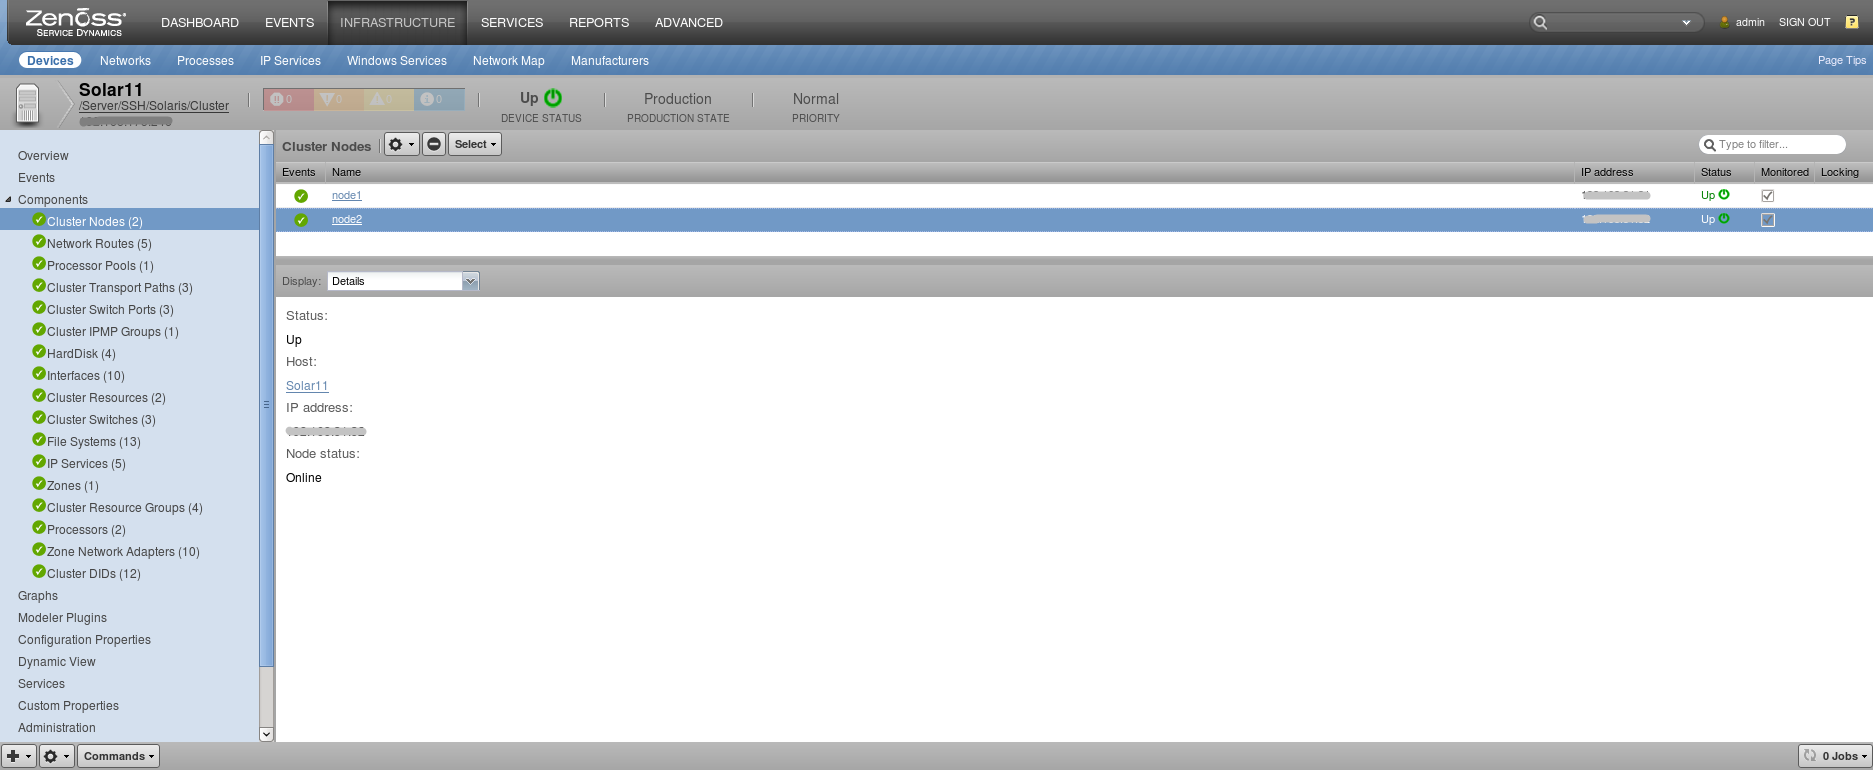 Zenoss
SERVICE DYNAMICS
DASHBOARD EVENTS INFRASTRUCTURE SERVICES REPORTS ADVANCED
admin SIGN OUT ?
Devices Networks Processes IP Services Windows Services Network Map Manufacturers Page Tips
Solar11
/Server/SSH/Solaris/Cluster
0 0 0 0
Up
DEVICE STATUS
Production
PRODUCTION STATE
Normal
PRIORITY
Overview
Events
Components
Cluster Nodes (2)
Network Routes (5)
Processor Pools (1)
Cluster Transport Paths (3)
Cluster Switch Ports (3)
Cluster IPMP Groups (1)
HardDisk (4)
Interfaces (10)
Cluster Resources (2)
Cluster Switches (3)
File Systems (13)
IP Services (5)
Zones (1)
Cluster Resource Groups (4)
Processors (2)
Zone Network Adapters (10)
Cluster DIDs (12)
Graphs
Modeler Plugins
Configuration Properties
Dynamic View
Services
Custom Properties
Administration
Cluster Nodes Select Type to filter...
Events Name IP address Status Monitored Locking
node1 Up
node2 Up
Display: Details
Status:
Up
Host:
Solar11
IP address:
Node status:
Online
Commands 0 Jobs